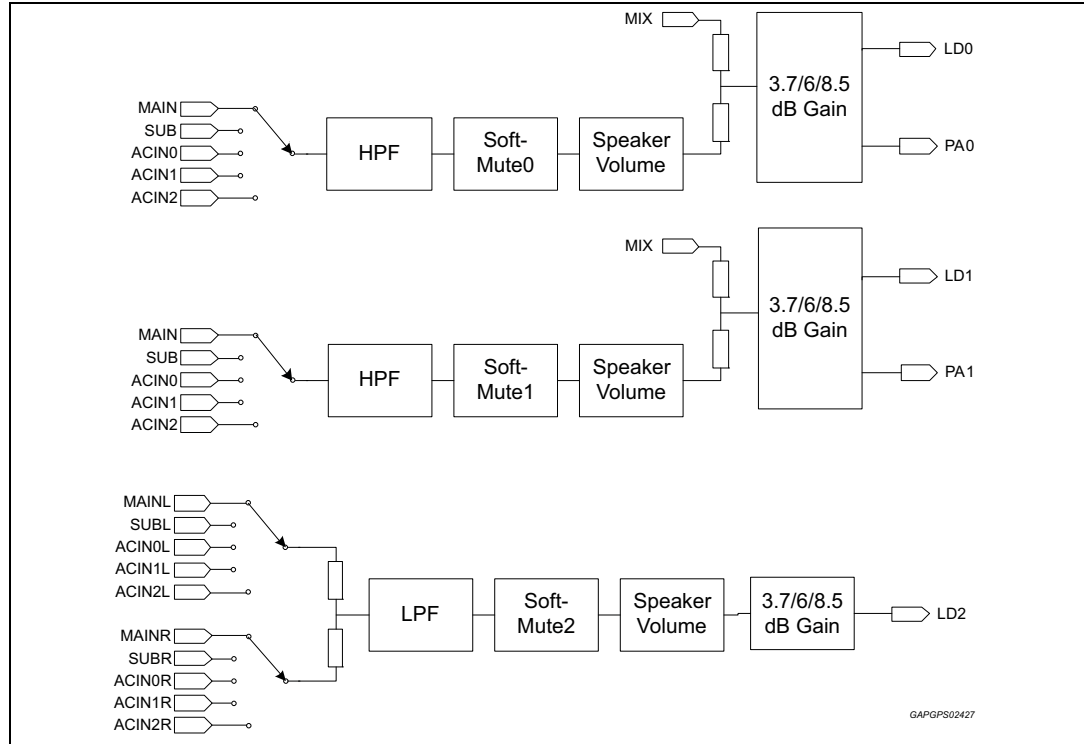 MIX
LD0
3.7/6/8.5
dB Gain
MAIN
SUB
ACIN0
ACIN1
ACIN2
HPF
Soft-
Mute0
Speaker
Volume
PA0
MIX
LD1
3.7/6/8.5
dB Gain
MAIN
SUB
ACIN0
ACIN1
ACIN2
HPF
Soft-
Mute1
Speaker
Volume
PA1
MAINL
SUBL
ACIN0L
ACIN1L
ACIN2L
MAINR
SUBR
ACIN0R
ACIN1R
ACIN2R
LPF
Soft-
Mute2
Speaker
Volume
3.7/6/8.5
dB Gain
LD2
GAPGPS02427